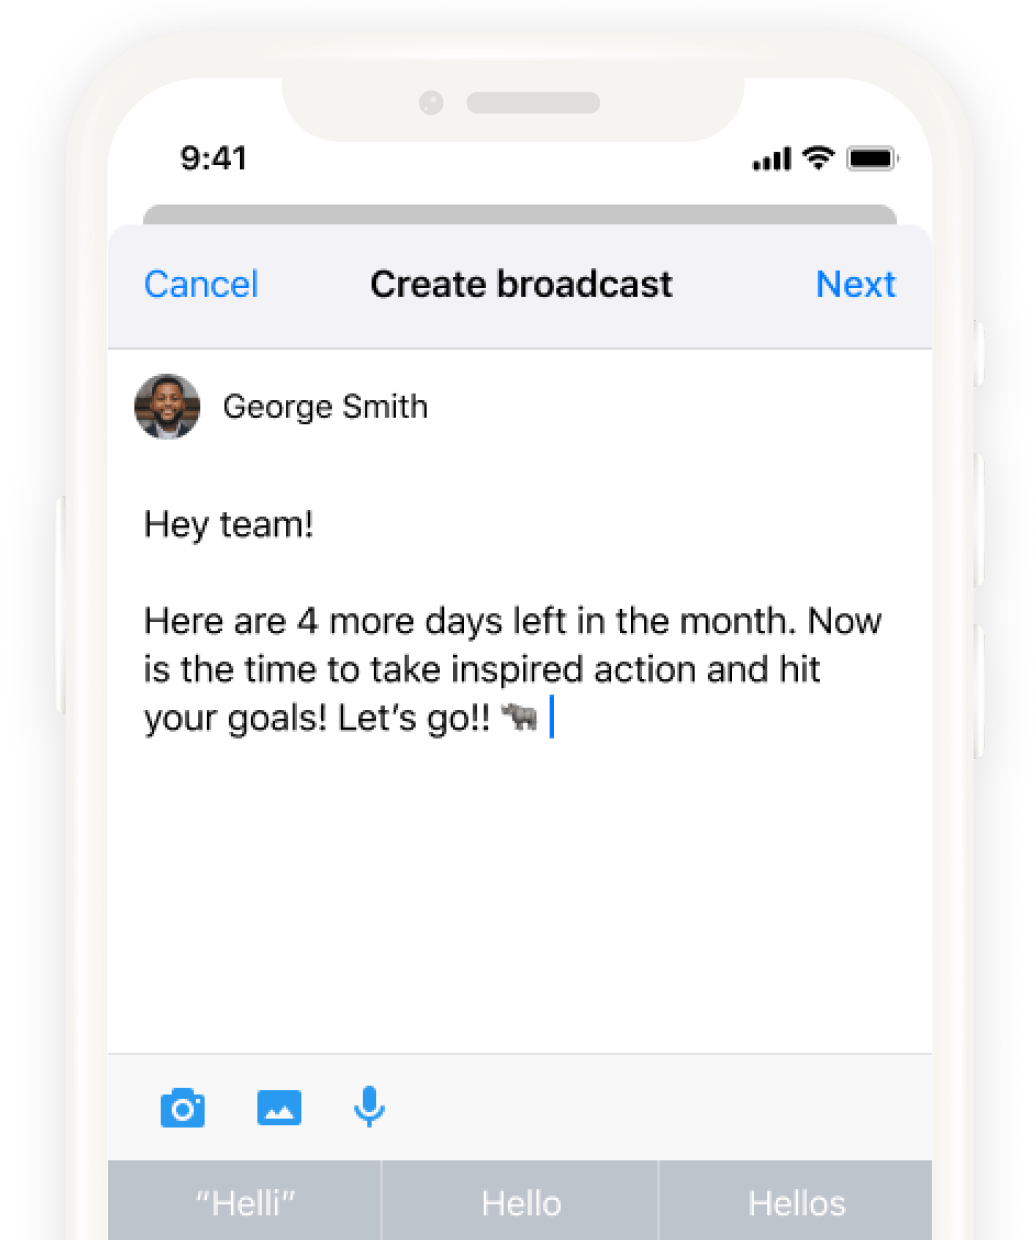 9:41
Cancel Create broadcast Next
George Smith
Hey team!
Here are 4 more days left in the month. Now
is the time to take inspired action and hit
your goals! Let’s go!! 🦏
“Helli” Hello Hellos